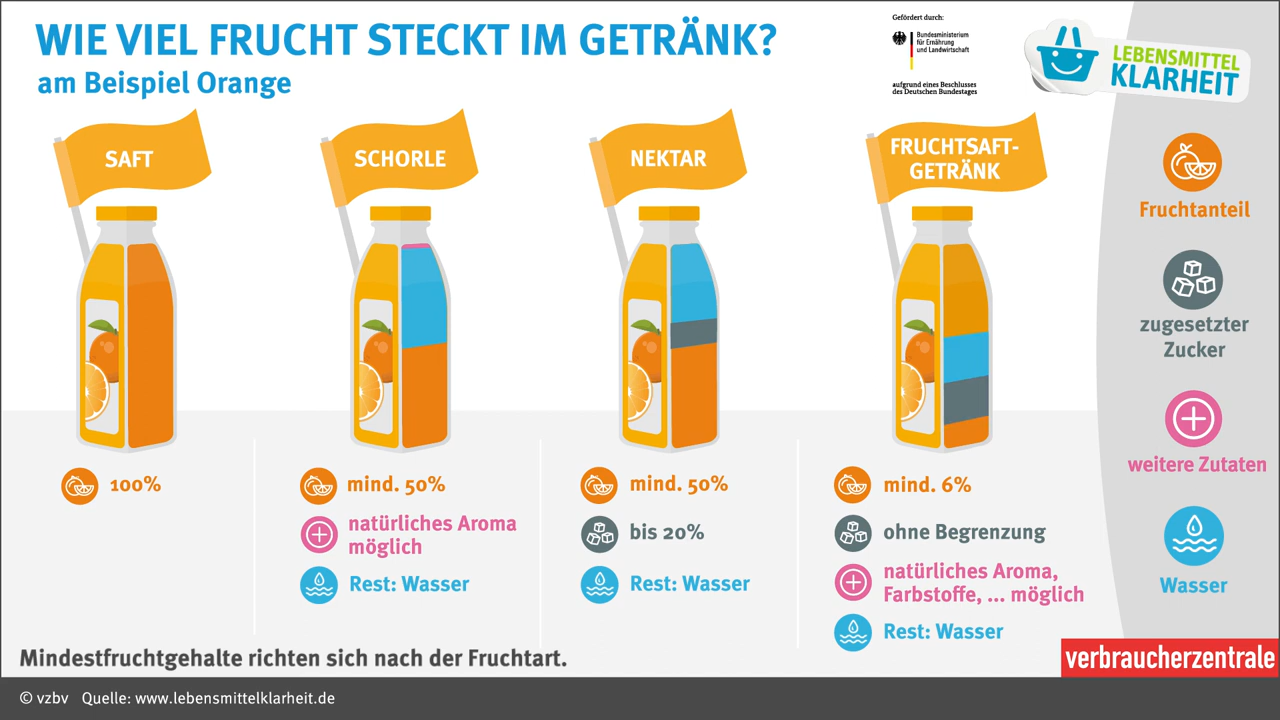 WIE VIEL FRUCHT STECKT IM GETRÄNK?
am Beispiel Orange
Gefördert durch:
Bundesministerium
für Ernährung
und Landwirtschaft
aufgrund eines Beschlusses
des Deutschen Bundestages
LEBENSMITTEL
KLARHEIT
SAFT
100%
SCHORLE
mind. 50%
natürliches Aroma
möglich
Rest: Wasser
NEKTAR
mind. 50%
bis 20%
Rest: Wasser
FRUCHTSAFT-
GETRÄNK
mind. 6%
ohne Begrenzung
natürliches Aroma,
Farbstoffe, ... möglich
Rest: Wasser
Fruchtanteil
zugesetzter
Zucker
weitere Zutaten
Wasser
Mindestfruchtgehalte richten sich nach der Fruchtart.
verbraucherzentrale
© vzbv Quelle: www.lebensmittelklarheit.de